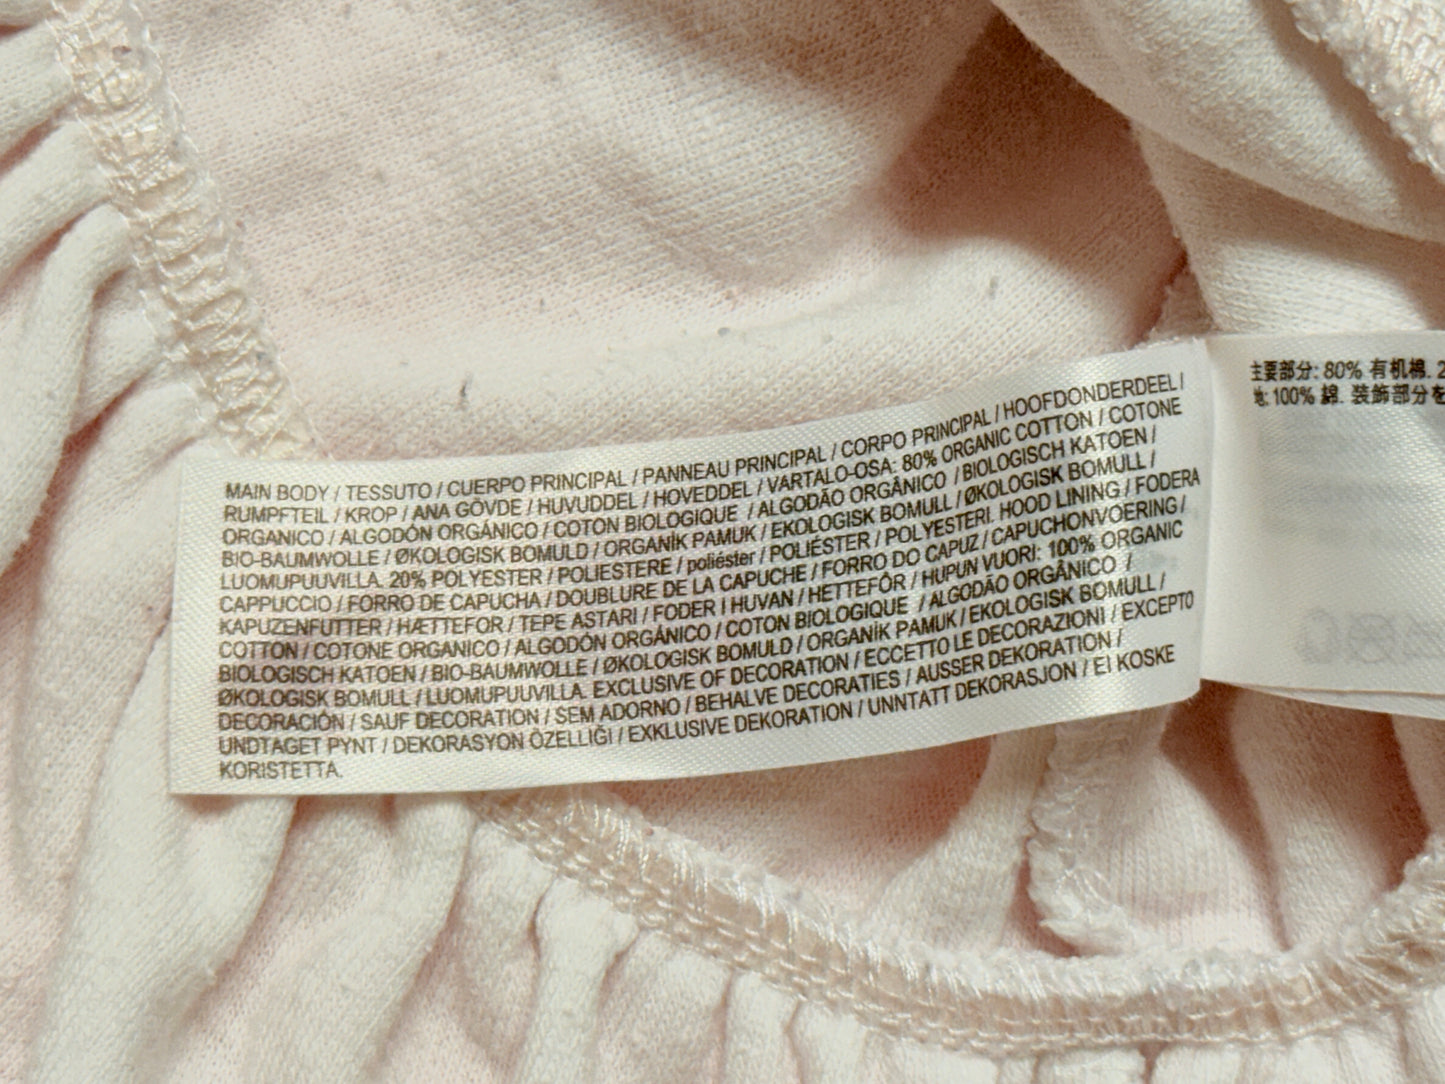 MAIN BODY / TESSUTO / CUERPO PRINCIPAL / PANNEAU PRINCIPAL / CORPO PRINCIPAL / HOOFDONDERDEEL /
RUMPFTEIL / KROP / ANA GÖVDE / HUVUDDEL / HOVEDDEL / VARTALO-OSA: 80% ORGANIC COTTON / COTONE
ORGANICO / ALGODÓN ORGÁNICO / COTON BIOLOGIQUE / ALGODÃO ORGÂNICO / BIOLOGISCH KATOEN /
BIO-BAUMWOLLE / ØKOLOGISK BOMULD / ORGANİK PAMUK / EKOLOGISK BOMULL / ØKOLOGISK BOMULL /
LUOMUPUUVILLA. 20% POLYESTER / POLIESTERE / poliéster / POLIÉSTER / POLYESTERI. HOOD LINING / FODERA
CAPPUCCIO / FORRO DE CAPUCHA / DOUBLURE DE LA CAPUCHE / FORRO DO CAPUZ / CAPUCHONVOERING /
KAPUZENFUTTER / HÆTTEFOR / TEPE ASTARI / FODER I HUVAN / HETTEFÔR / HUPUN VUORI: 100% ORGANIC
COTTON / COTONE ORGANICO / ALGODÓN ORGÁNICO / COTON BIOLOGIQUE / ALGODÃO ORGÂNICO /
BIOLOGISCH KATOEN / BIO-BAUMWOLLE / ØKOLOGISK BOMULD / ORGANİK PAMUK / EKOLOGISK BOMULL /
ØKOLOGISK BOMULL / LUOMUPUUVILLA. EXCLUSIVE OF DECORATION / ECCETTO LE DECORAZIONI / EXCEPTO
DECORACIÓN / SAUF DECORATION / SEM ADORNO / BEHALVE DECORATIES / AUSSER DEKORATION /
UNDTAGET PYNT / DEKORASYON ÖZELLİĞİ / EXKLUSIVE DEKORATION / UNNTATT DEKORASJON / EI KOSKE
KORISTETTA.
主要部分: 80% 有机棉. 2
地: 100% 綿. 装飾部分を